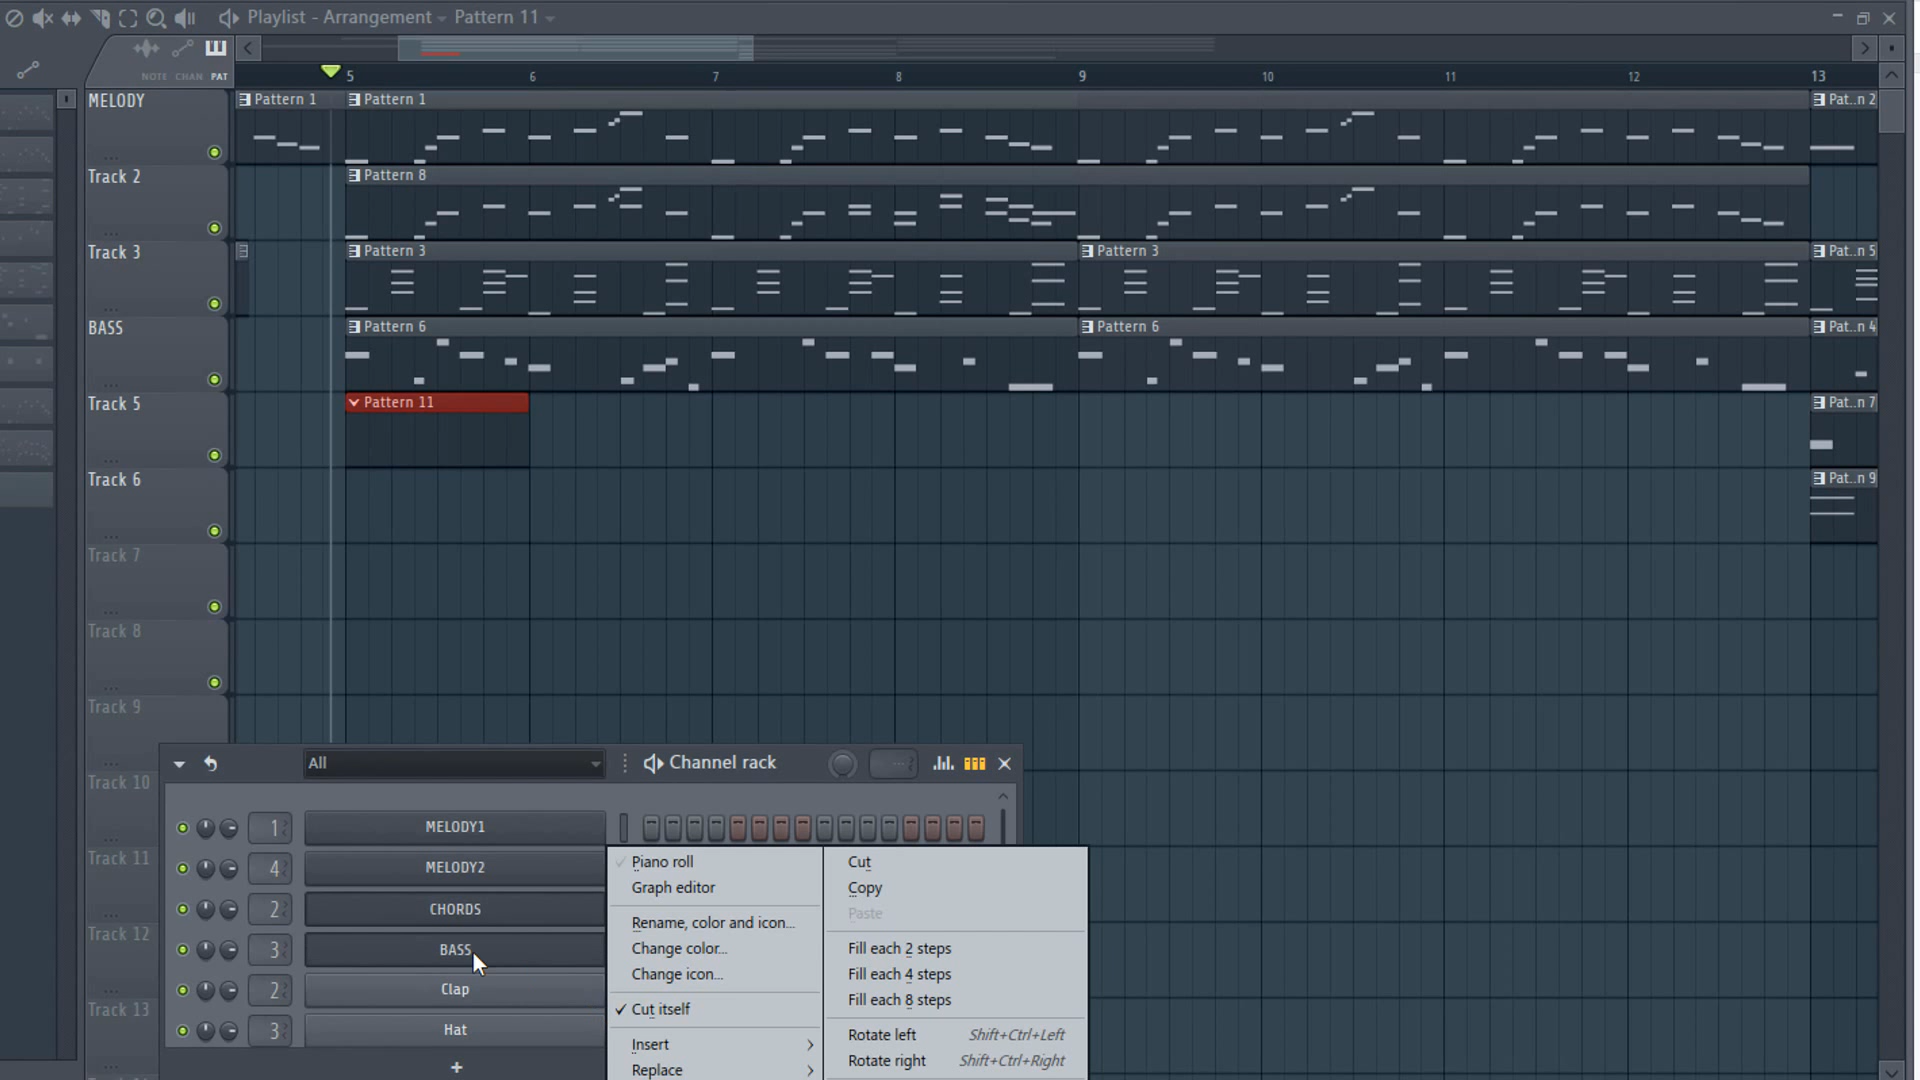 Playlist - Arrangement Pattern 11
NOTE CHAN PAT
5 6 7 8 9 10 11 12 13
MELODY
Pattern 1 Pattern 1 Pat..n 2
Track 2
Pattern 8
Track 3
Pattern 3 Pattern 3 Pat..n 5
BASS
Pattern 6 Pattern 6 Pat..n 4
Track 5
Pattern 11 Pat..n 7
Track 6
Pat..n 9
Track 7
Track 8
Track 9
Track 10
Track 11
Track 12
Track 13
All
Channel rack
1 MELODY1
4 MELODY2
2 CHORDS
3 BASS
2 Clap
3 Hat
+
Piano roll
Graph editor
Rename, color and icon...
Change color...
Change icon...
Cut itself
Insert
Replace
Cut
Copy
Paste
Fill each 2 steps
Fill each 4 steps
Fill each 8 steps
Rotate left Shift+Ctrl+Left
Rotate right Shift+Ctrl+Right